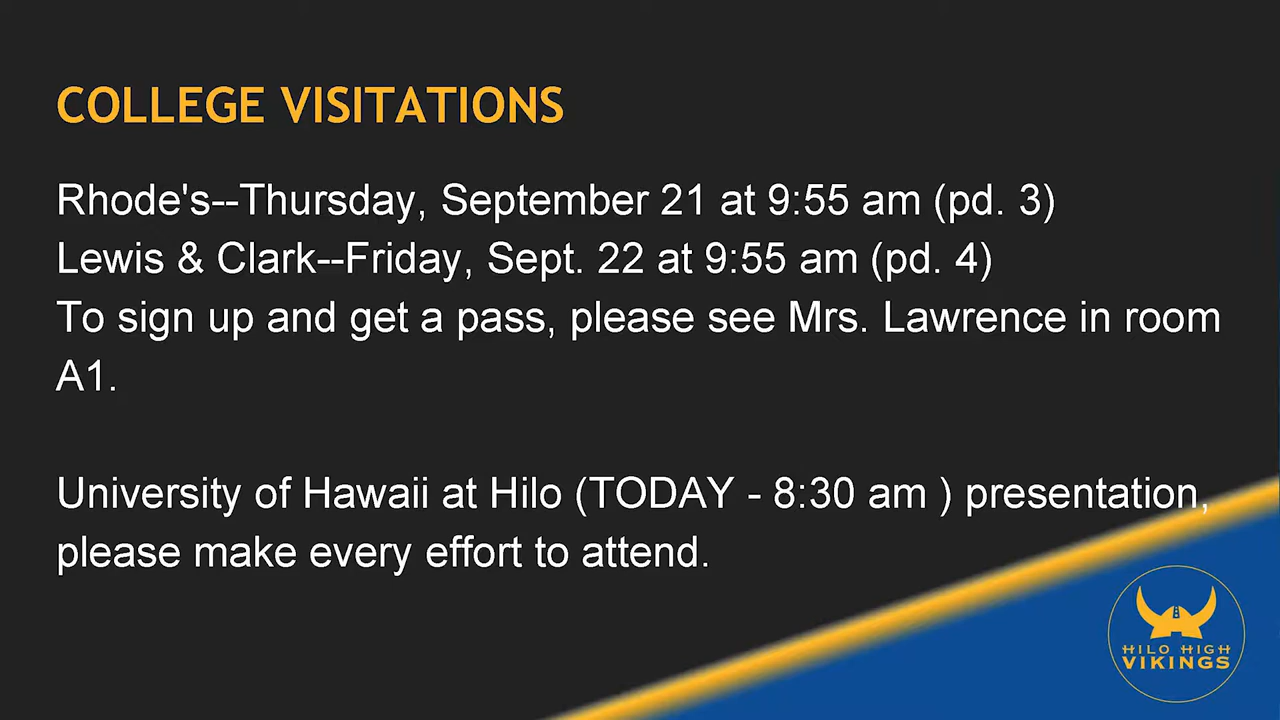 COLLEGE VISITATIONS
Rhode's--Thursday, September 21 at 9:55 am (pd. 3)
Lewis & Clark--Friday, Sept. 22 at 9:55 am (pd. 4)
To sign up and get a pass, please see Mrs. Lawrence in room
A1.
University of Hawaii at Hilo (TODAY - 8:30 am ) presentation,
please make every effort to attend.
HILO HIGH
VIKINGS